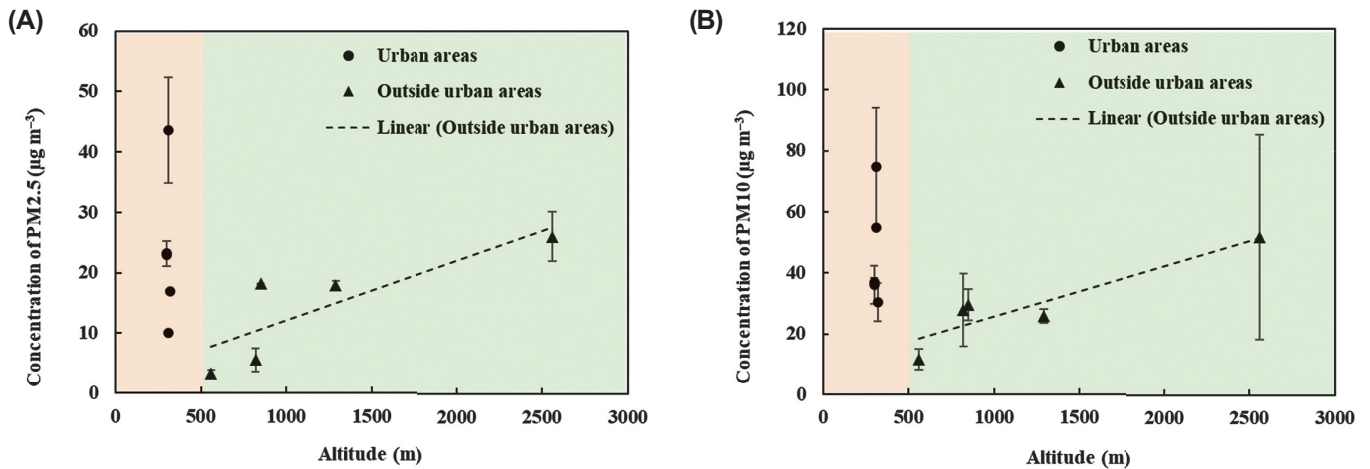 (A)
60
50
40
30
20
10
0
Concentration of PM2.5 (µg m⁻³)
Urban areas
Outside urban areas
Linear (Outside urban areas)
0 500 1000 1500 2000 2500 3000
Altitude (m)
(B)
120
100
80
60
40
20
0
Concentration of PM10 (µg m⁻³)
Urban areas
Outside urban areas
Linear (Outside urban areas)
0 500 1000 1500 2000 2500 3000
Altitude (m)